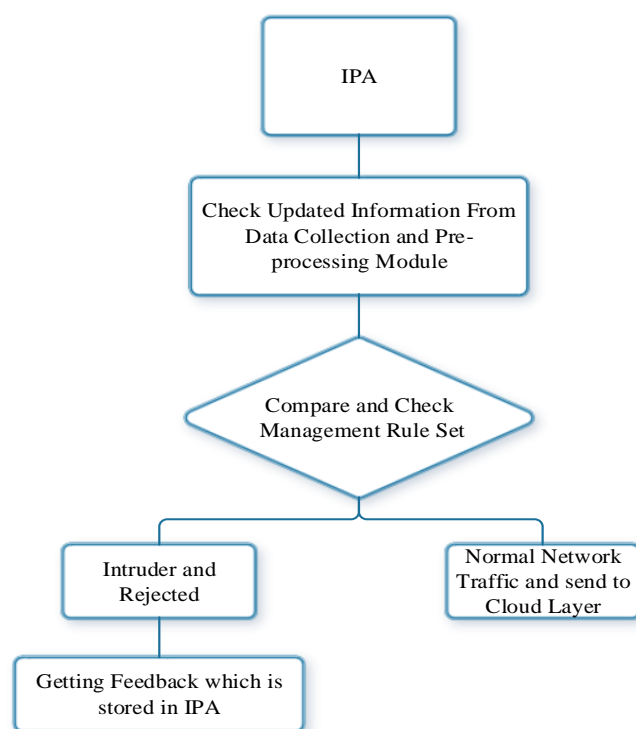 IPA
Check Updated Information From
Data Collection and Pre-
processing Module
Compare and Check
Management Rule Set
Intruder and
Rejected
Normal Network
Traffic and send to
Cloud Layer
Getting Feedback which is
stored in IPA